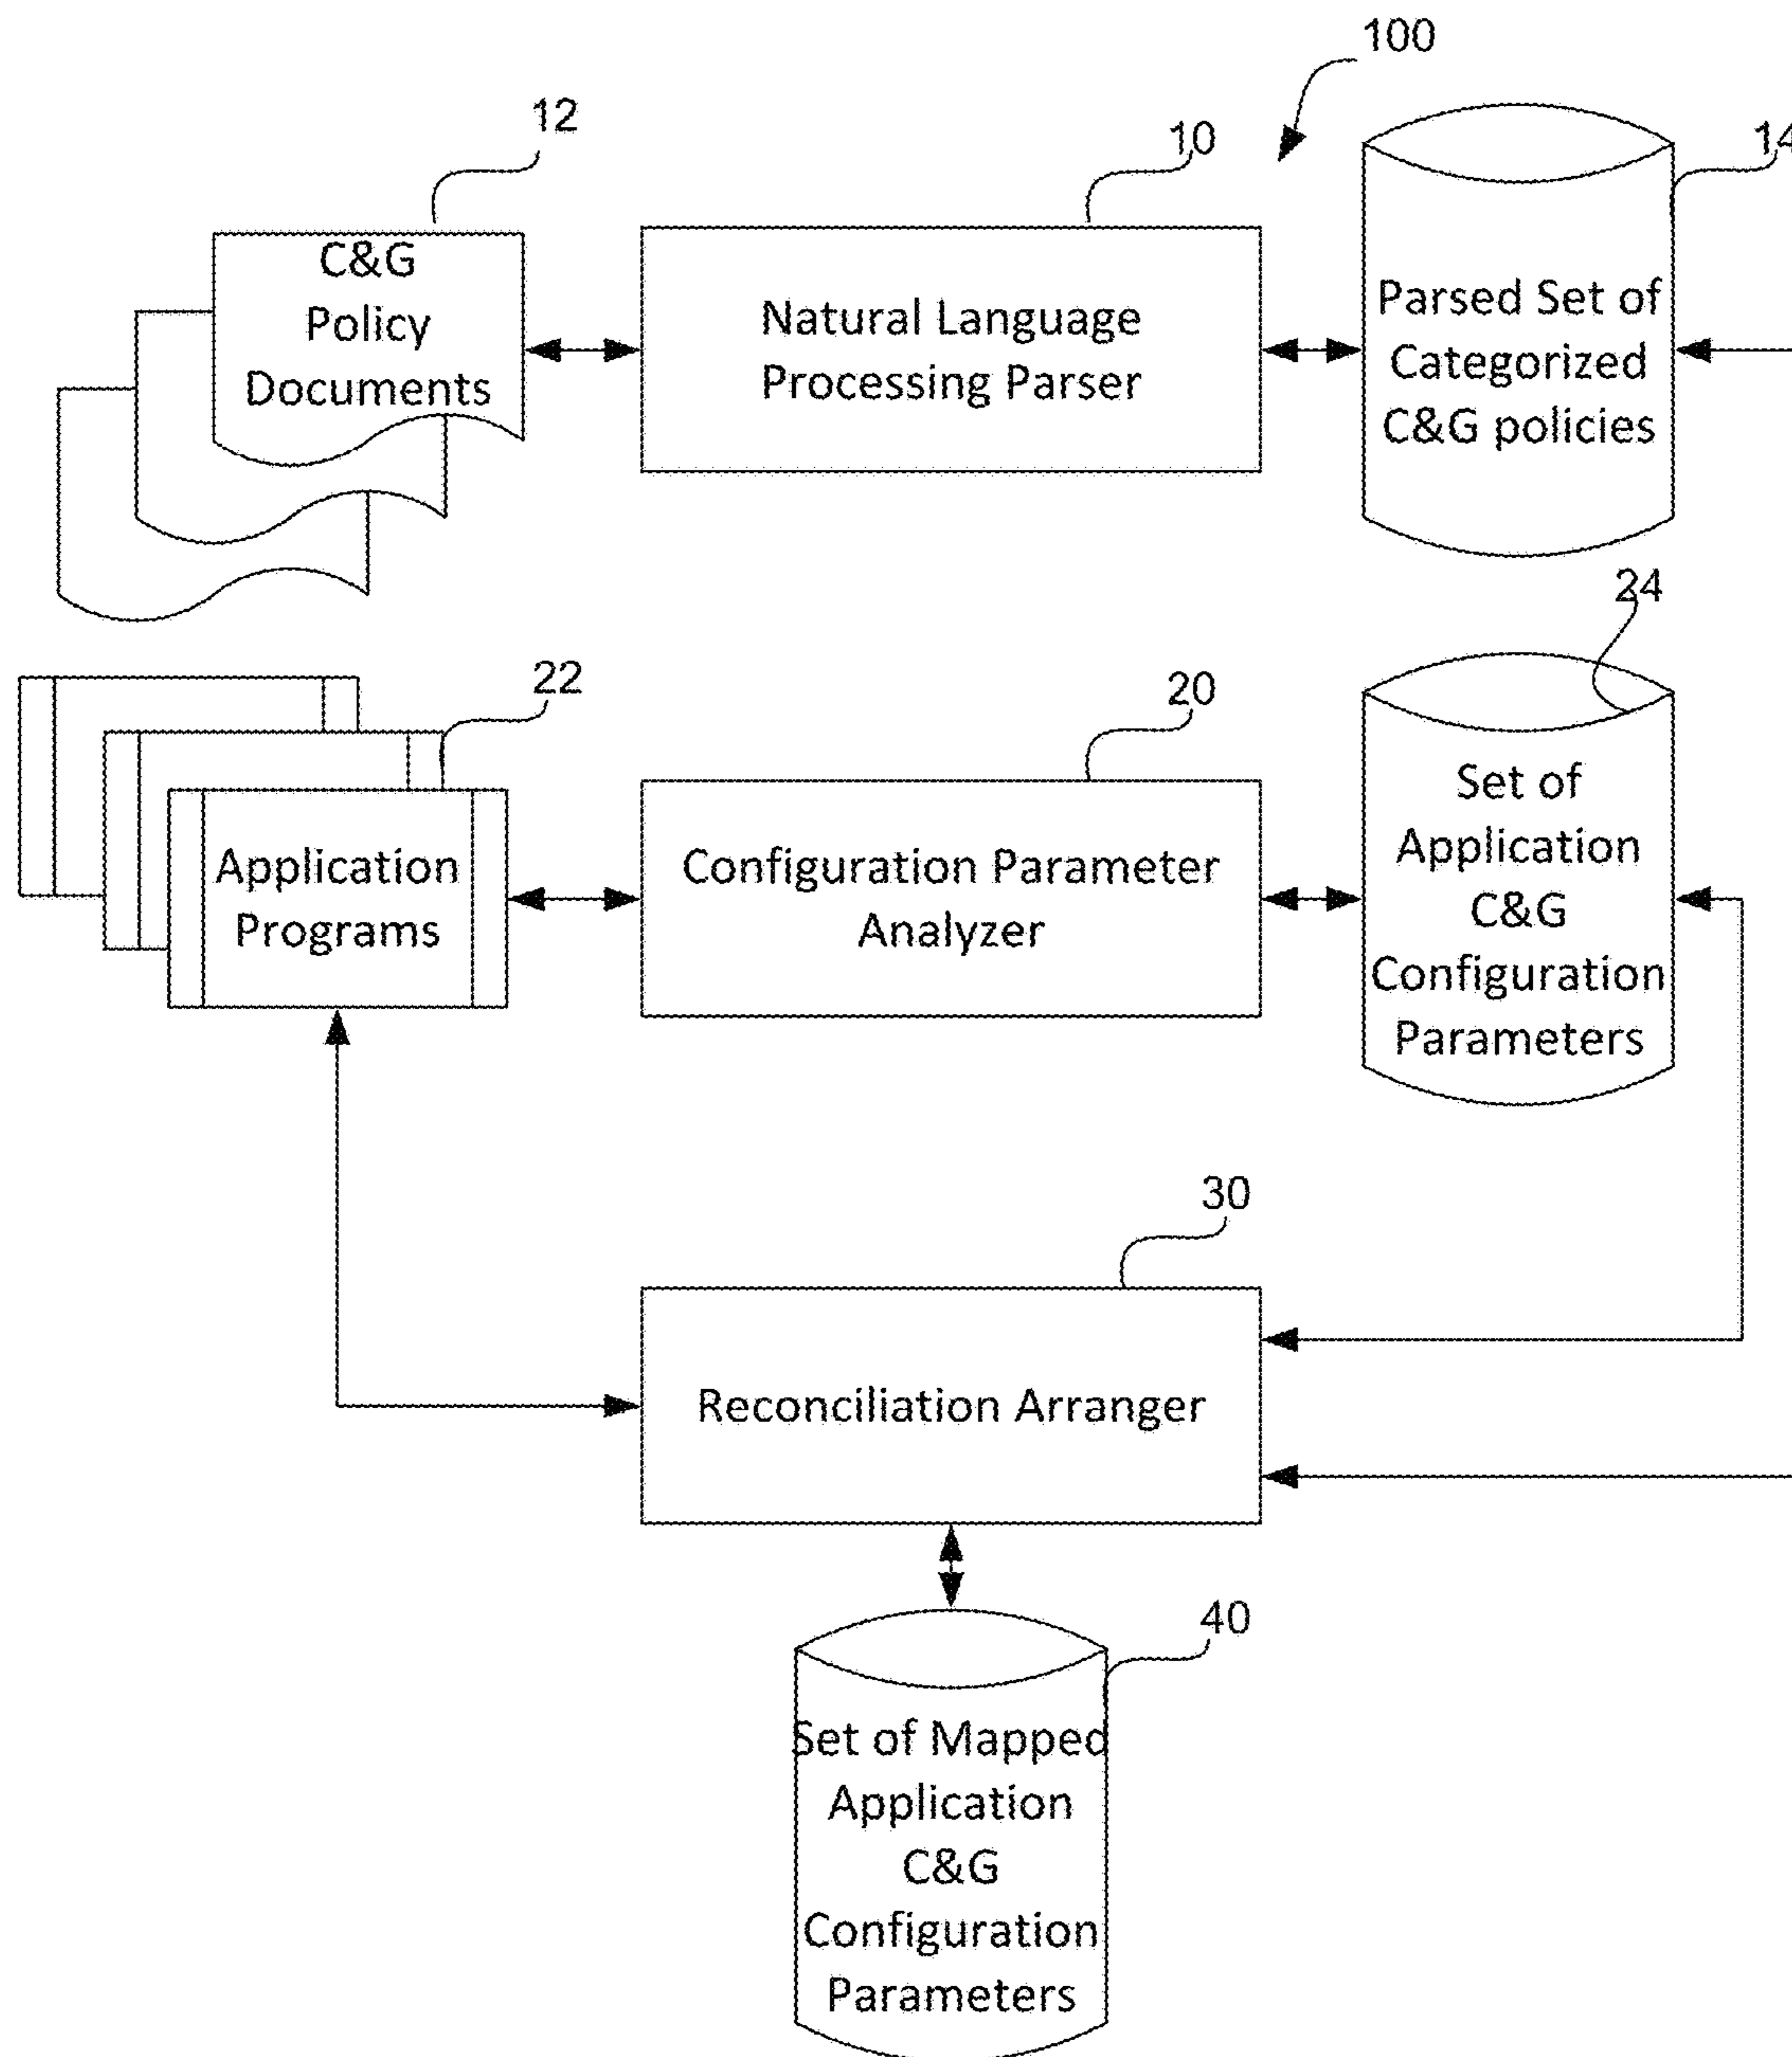 100
12
10
14
C&G
Policy
Documents
Natural Language
Processing Parser
Parsed Set of
Categorized
C&G policies
24
22
20
Application
Programs
Configuration Parameter
Analyzer
Set of
Application
C&G
Configuration
Parameters
30
Reconciliation Arranger
40
Set of Mapped
Application
C&G
Configuration
Parameters